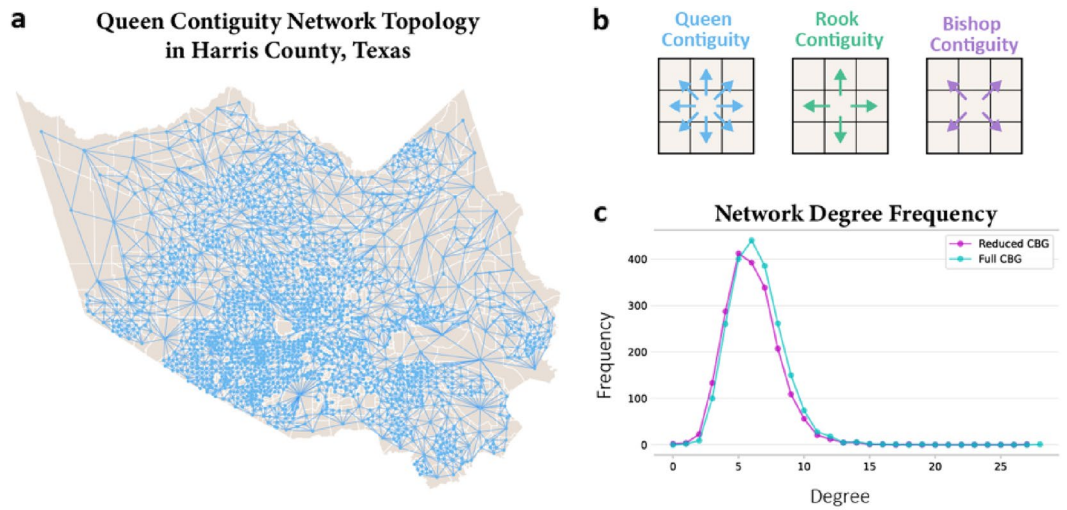 a
Queen Contiguity Network Topology
in Harris County, Texas
b
Queen
Contiguity
Rook
Contiguity
Bishop
Contiguity
c
Network Degree Frequency
Reduced CBG
Full CBG
Frequency
400
300
200
100
0
0 5 10 15 20 25
Degree